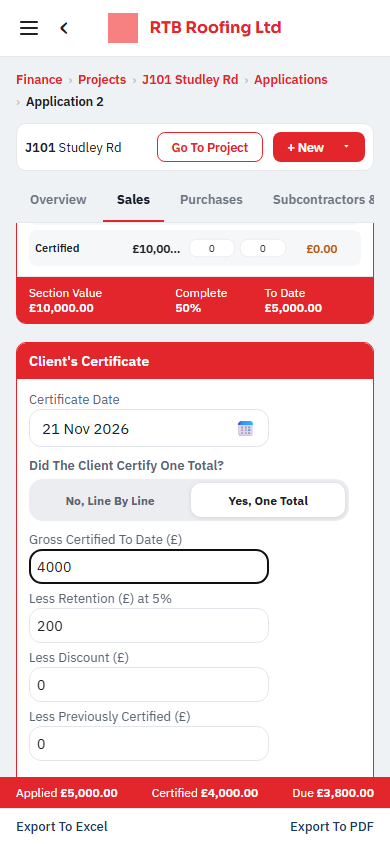 RTB Roofing Ltd
Finance › Projects › J101 Studley Rd › Applications
› Application 2
J101 Studley Rd
Go To Project
+ New
Overview
Sales
Purchases
Subcontractors &
Certified
£10,00...
0
0
£0.00
Section Value
Complete
To Date
£10,000.00
50%
£5,000.00
Client's Certificate
Certificate Date
21 Nov 2026
Did The Client Certify One Total?
No, Line By Line
Yes, One Total
Gross Certified To Date (£)
4000
Less Retention (£) at 5%
200
Less Discount (£)
0
Less Previously Certified (£)
0
Applied £5,000.00
Certified £4,000.00
Due £3,800.00
Export To Excel
Export To PDF